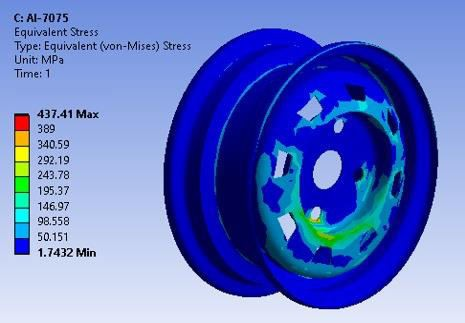 C: Al-7075
Equivalent Stress
Type: Equivalent (von-Mises) Stress
Unit: MPa
Time: 1
437.41 Max
389
340.59
292.19
243.78
195.37
146.97
98.558
50.151
1.7432 Min